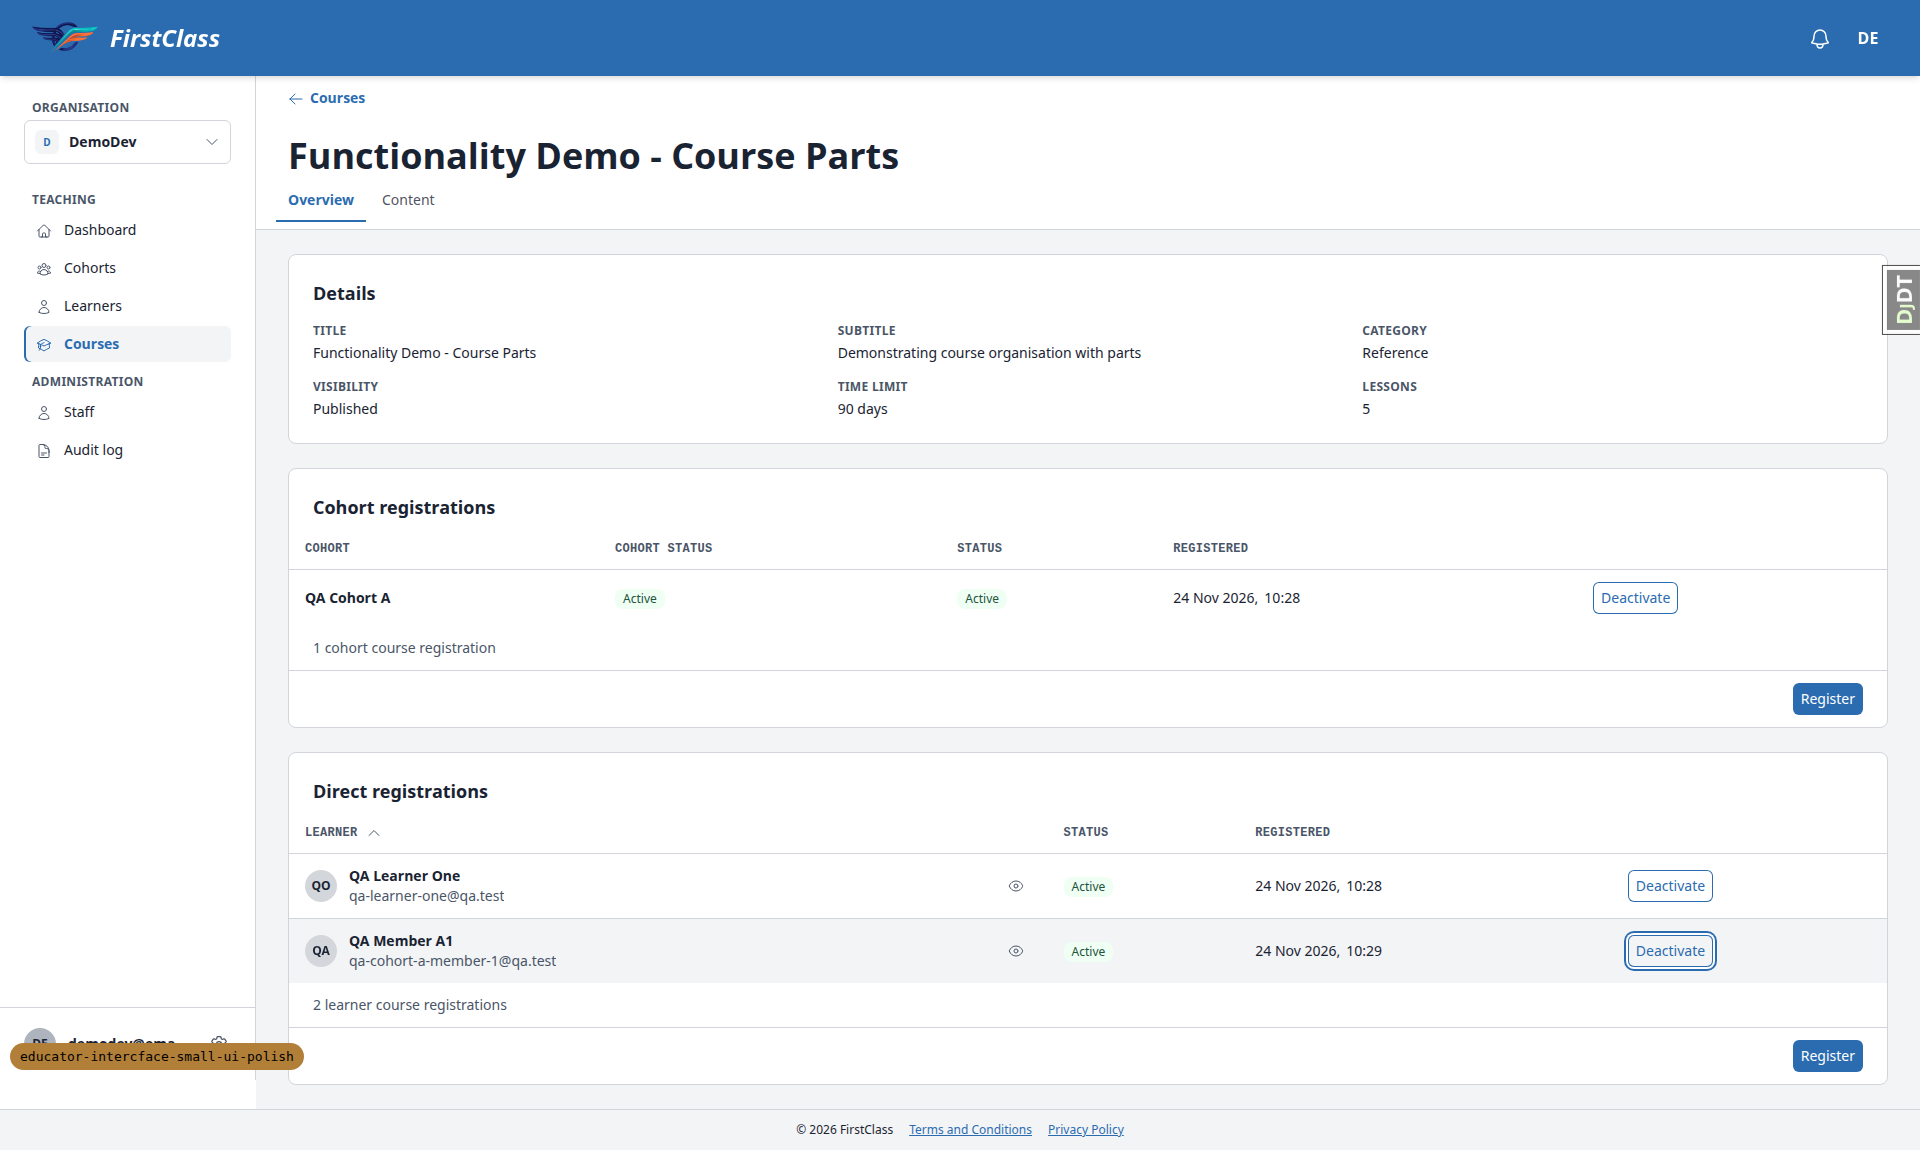 FirstClass
DE
ORGANISATION
D DemoDev
TEACHING
Dashboard
Cohorts
Learners
Courses
ADMINISTRATION
Staff
Audit log
educator-intercface-small-ui-polish
Courses
Functionality Demo - Course Parts
Overview Content
Details
TITLE SUBTITLE CATEGORY
Functionality Demo - Course Parts Demonstrating course organisation with parts Reference
VISIBILITY TIME LIMIT LESSONS
Published 90 days 5
Cohort registrations
COHORT COHORT STATUS STATUS REGISTERED
QA Cohort A Active Active 24 Nov 2026, 10:28 Deactivate
1 cohort course registration
Register
Direct registrations
LEARNER STATUS REGISTERED
QO QA Learner One Active 24 Nov 2026, 10:28 Deactivate
qa-learner-one@qa.test
QA QA Member A1 Active 24 Nov 2026, 10:29 Deactivate
qa-cohort-a-member-1@qa.test
2 learner course registrations
Register
DjDT
© 2026 FirstClass Terms and Conditions Privacy Policy